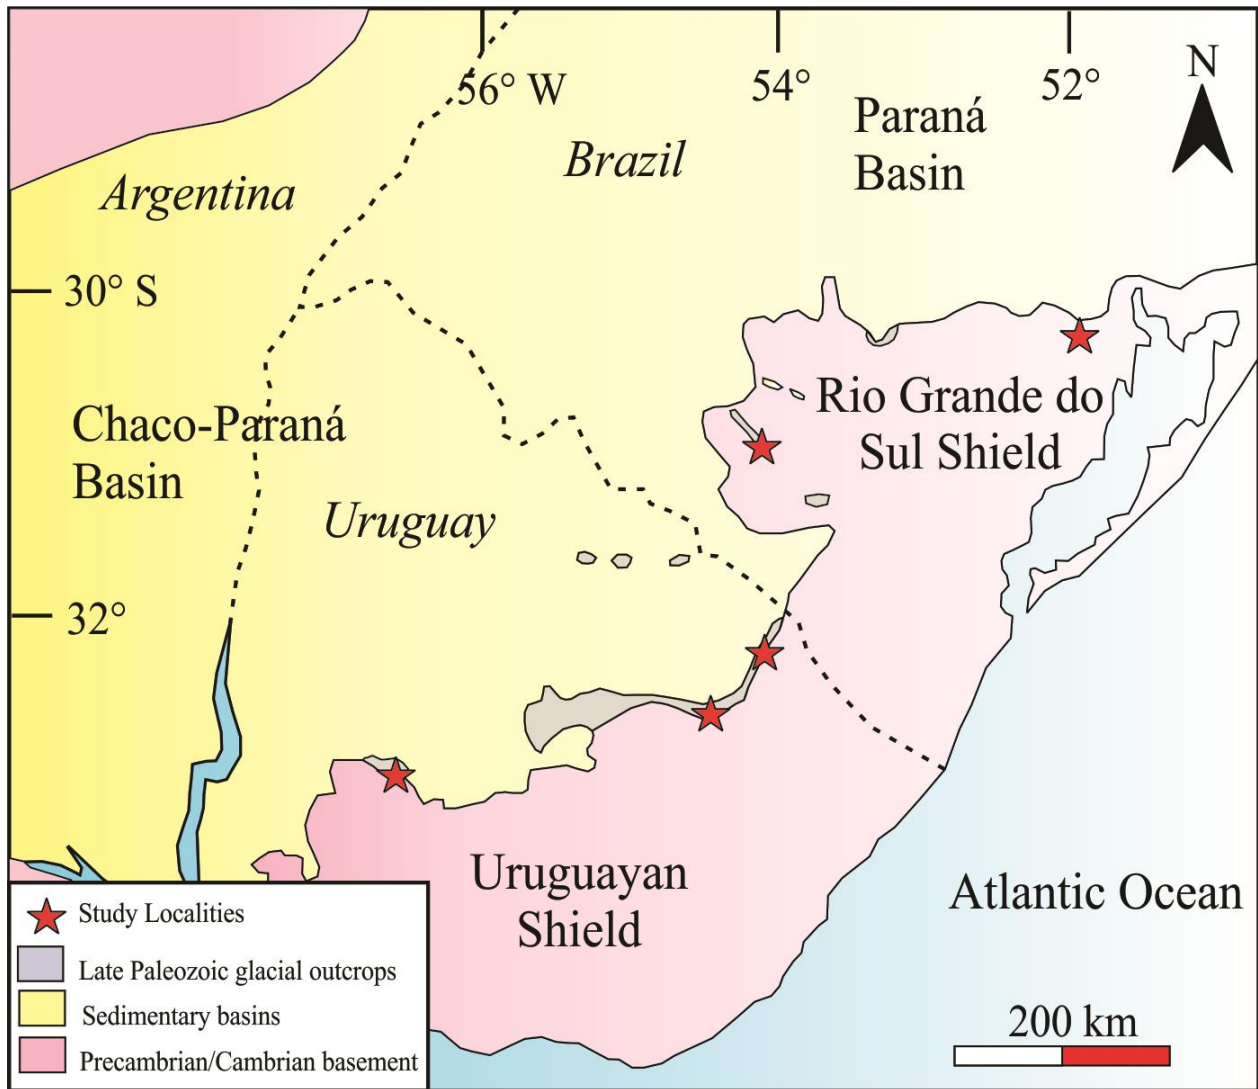 56° W
54°
52°
N
Paraná
Basin
Brazil
Argentina
30° S
Rio Grande do
Sul Shield
Chaco-Paraná
Basin
Uruguay
32°
Uruguayan
Shield
Atlantic Ocean
Study Localities
Late Paleozoic glacial outcrops
Sedimentary basins
Precambrian/Cambrian basement
200 km